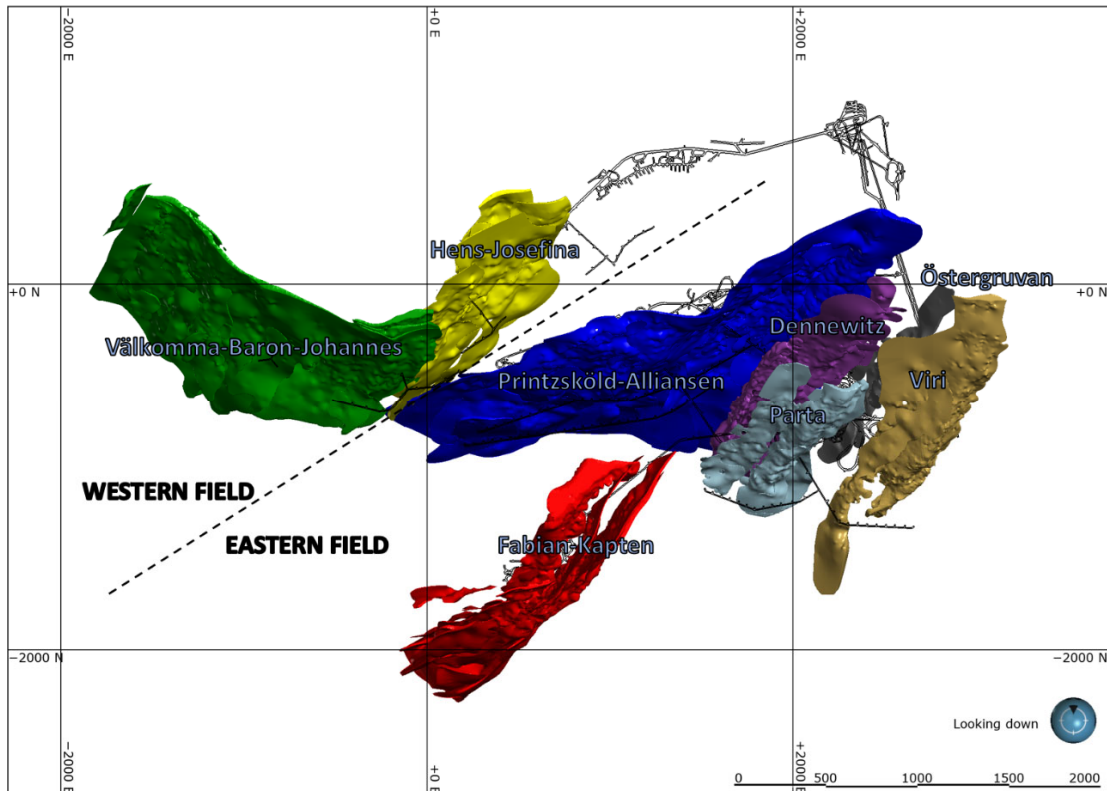 -2000 E
+0 E
+2000 E
Hens-Josefina
+0 N
Östergruvan
Välkomma-Baron-Johannes
Dennewitz
Printzsköld-Alliansen
Viri
Parta
WESTERN FIELD
EASTERN FIELD
Fabian-Kapten
−2000 N
−2000 N
+0 N
Looking down
-2000 E
+0 E
+2000 E
0 500 1000 1500 2000